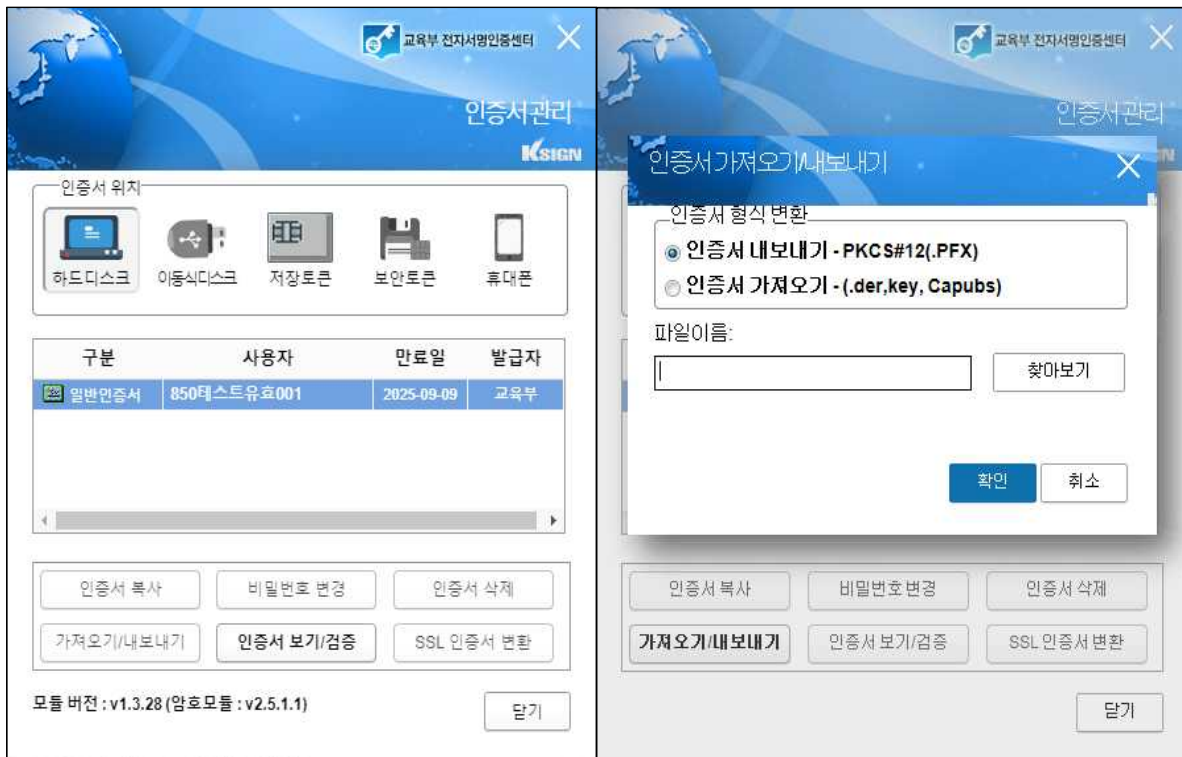 교육부 전자서명인증센터
인증서관리
KSIGN
인증서 위치
하드디스크 이동식디스크 저장토큰 보안토큰 휴대폰
구분 사용자 만료일 발급자
일반인증서 850테스트유효001 2025-09-09 교육부
인증서 복사 비밀번호 변경 인증서 삭제
가져오기/내보내기 인증서 보기/검증 SSL 인증서 변환
모듈 버전 : v1.3.28 (암호모듈 : v2.5.1.1)
닫기
교육부 전자서명인증센터
인증서관리
인증서 가져오기/내보내기
인증서 형식 변환
인증서 내보내기 - PKCS#12(.PFX)
인증서 가져오기 - (.der,key, Capubs)
파일이름:
찾아보기
확인 취소
인증서 복사 비밀번호 변경 인증서 삭제
가져오기/내보내기 인증서 보기/검증 SSL 인증서 변환
닫기